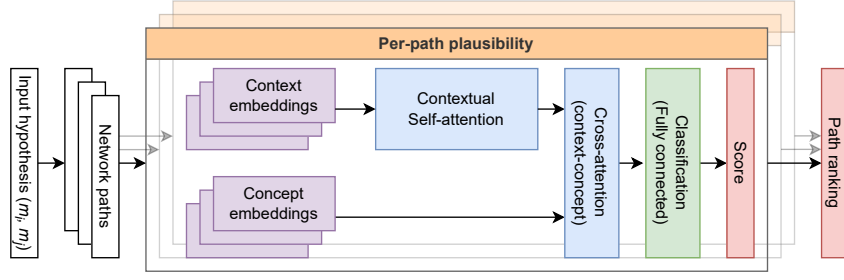 Per-path plausibility
Input hypothesis (mᵢ, mⱼ)
Network paths
Context
embeddings
Contextual
Self-attention
Concept
embeddings
Cross-attention
(context-concept)
Classification
(Fully connected)
Score
Path ranking